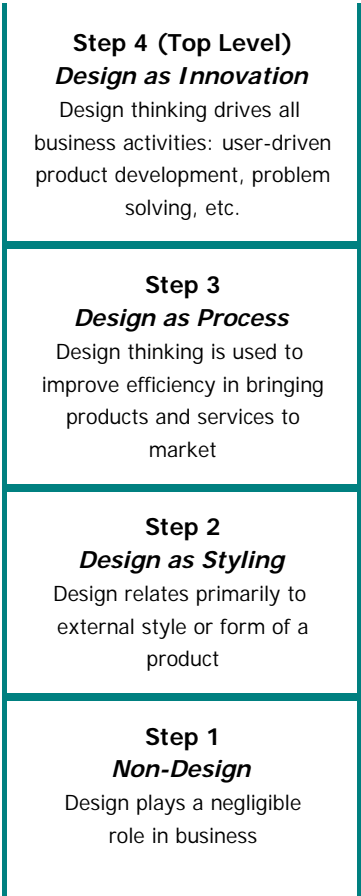 Step 4 (Top Level)
Design as Innovation
Design thinking drives all
business activities: user-driven
product development, problem
solving, etc.
Step 3
Design as Process
Design thinking is used to
improve efficiency in bringing
products and services to
market
Step 2
Design as Styling
Design relates primarily to
external style or form of a
product
Step 1
Non-Design
Design plays a negligible
role in business